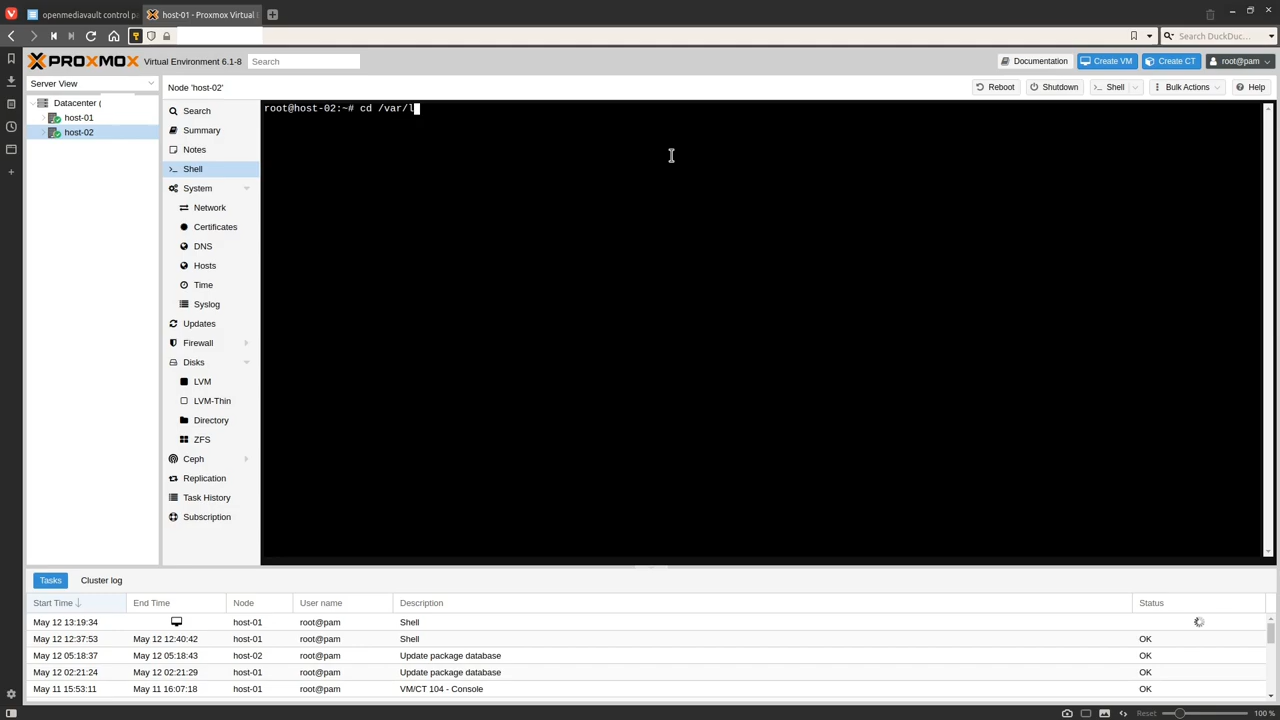 openmediavault control p
host-01 - Proxmox Virtual
Search DuckDuc...
PROXMOX
Virtual Environment 6.1-8
Search
Documentation
Create VM
Create CT
root@pam
Server View
Datacenter (
host-01
host-02
Node 'host-02'
Reboot
Shutdown
Shell
Bulk Actions
Help
Search
Summary
Notes
Shell
System
Network
Certificates
DNS
Hosts
Time
Syslog
Updates
Firewall
Disks
LVM
LVM-Thin
Directory
ZFS
Ceph
Replication
Task History
Subscription
root@host-02:~# cd /var/l
Tasks
Cluster log
Start Time End Time Node User name Description Status
May 12 13:19:34 host-01 root@pam Shell
May 12 12:37:53 May 12 12:40:42 host-01 root@pam Shell OK
May 12 05:18:37 May 12 05:18:43 host-02 root@pam Update package database OK
May 12 02:21:24 May 12 02:21:29 host-01 root@pam Update package database OK
May 11 15:53:11 May 11 16:07:18 host-01 root@pam VM/CT 104 - Console OK
Reset
100 %